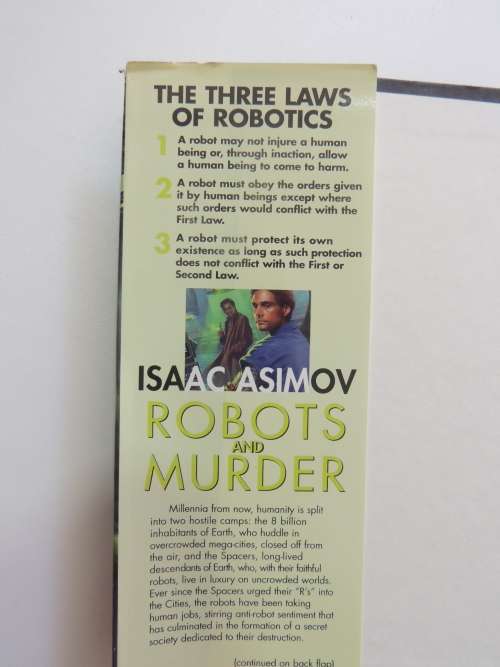 THE THREE LAWS
OF ROBOTICS
1 A robot may not injure a human
being or, through inaction, allow
a human being to come to harm.
2 A robot must obey the orders given
it by human beings except where
such orders would conflict with the
First Law.
3 A robot must protect its own
existence as long as such protection
does not conflict with the First or
Second Law.
ISAAC ASIMOV
ROBOTS
AND
MURDER
Millennia from now, humanity is split
into two hostile camps: the 8 billion
inhabitants of Earth, who huddle in
overcrowded mega-cities, closed off from
the air, and the Spacers, long-lived
descendants of Earth, who, with their faithful
robots, live in luxury on uncrowded worlds.
Ever since the Spacers urged their "R's" into
the Cities, the robots have been taking
human jobs, stirring anti-robot sentiment that
has culminated in the formation of a secret
society dedicated to their destruction.
(continued on back flap)